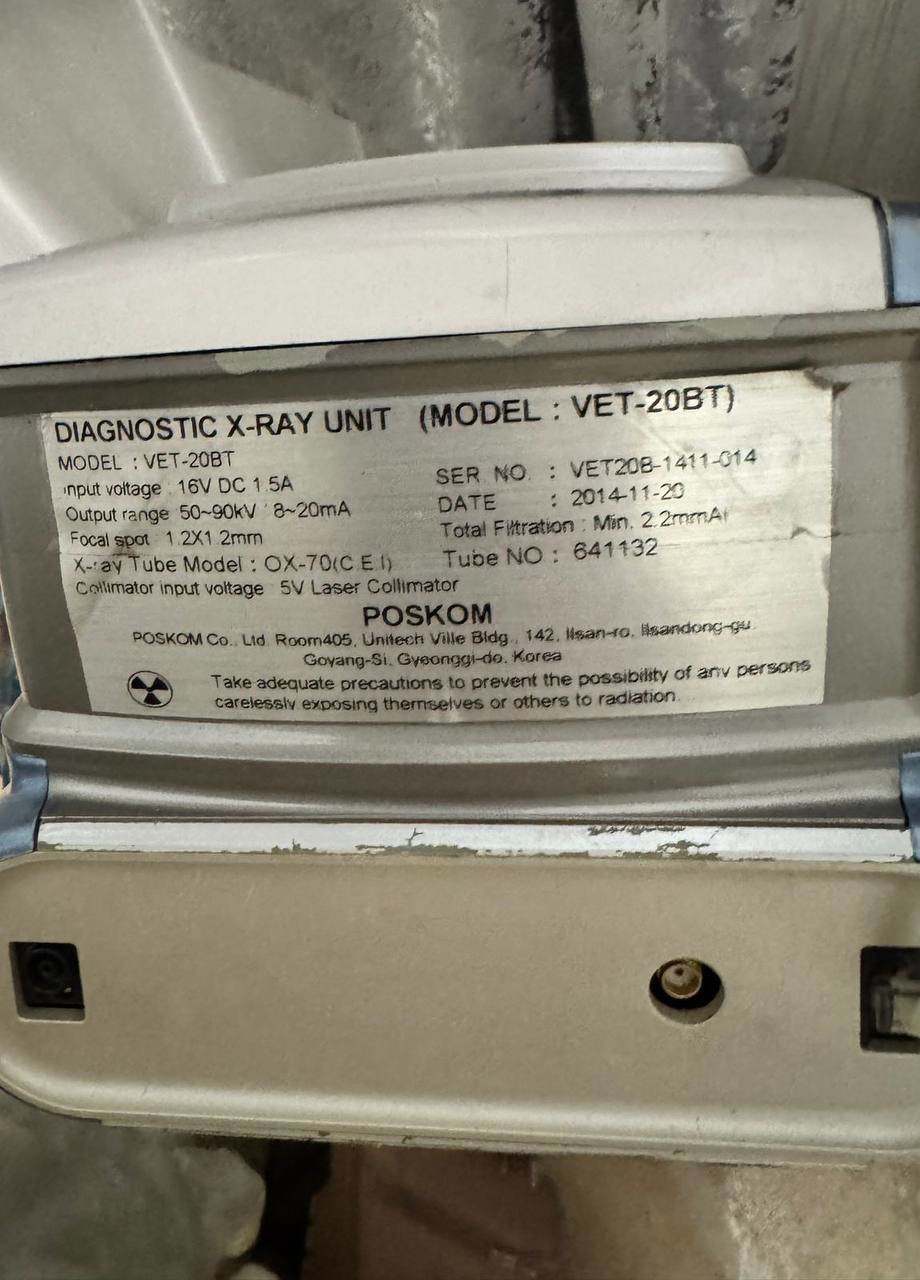 DIAGNOSTIC X-RAY UNIT (MODEL : VET-20BT)
MODEL : VET-20BT
Input voltage : 16V DC 1.5A
Output range 50~90kV : 8~20mA
Focal spot : 1.2X1.2mm
X-ray Tube Model : OX-70(C.E.I)
Collimator input voltage 5V Laser Collimator
SER NO. : VET20B-1411-014
DATE : 2014-11-20
Total Filtration : Min. 2.2mmAl
Tube NO : 641132
POSKOM
POSKOM Co., Ltd. Room405, Unitech Ville Bldg., 142, Ilsan-ro, Ilsandong-gu,
Goyang-Si, Gyeonggi-do, Korea
Take adequate precautions to prevent the possibility of any persons
carelessly exposing themselves or others to radiation.